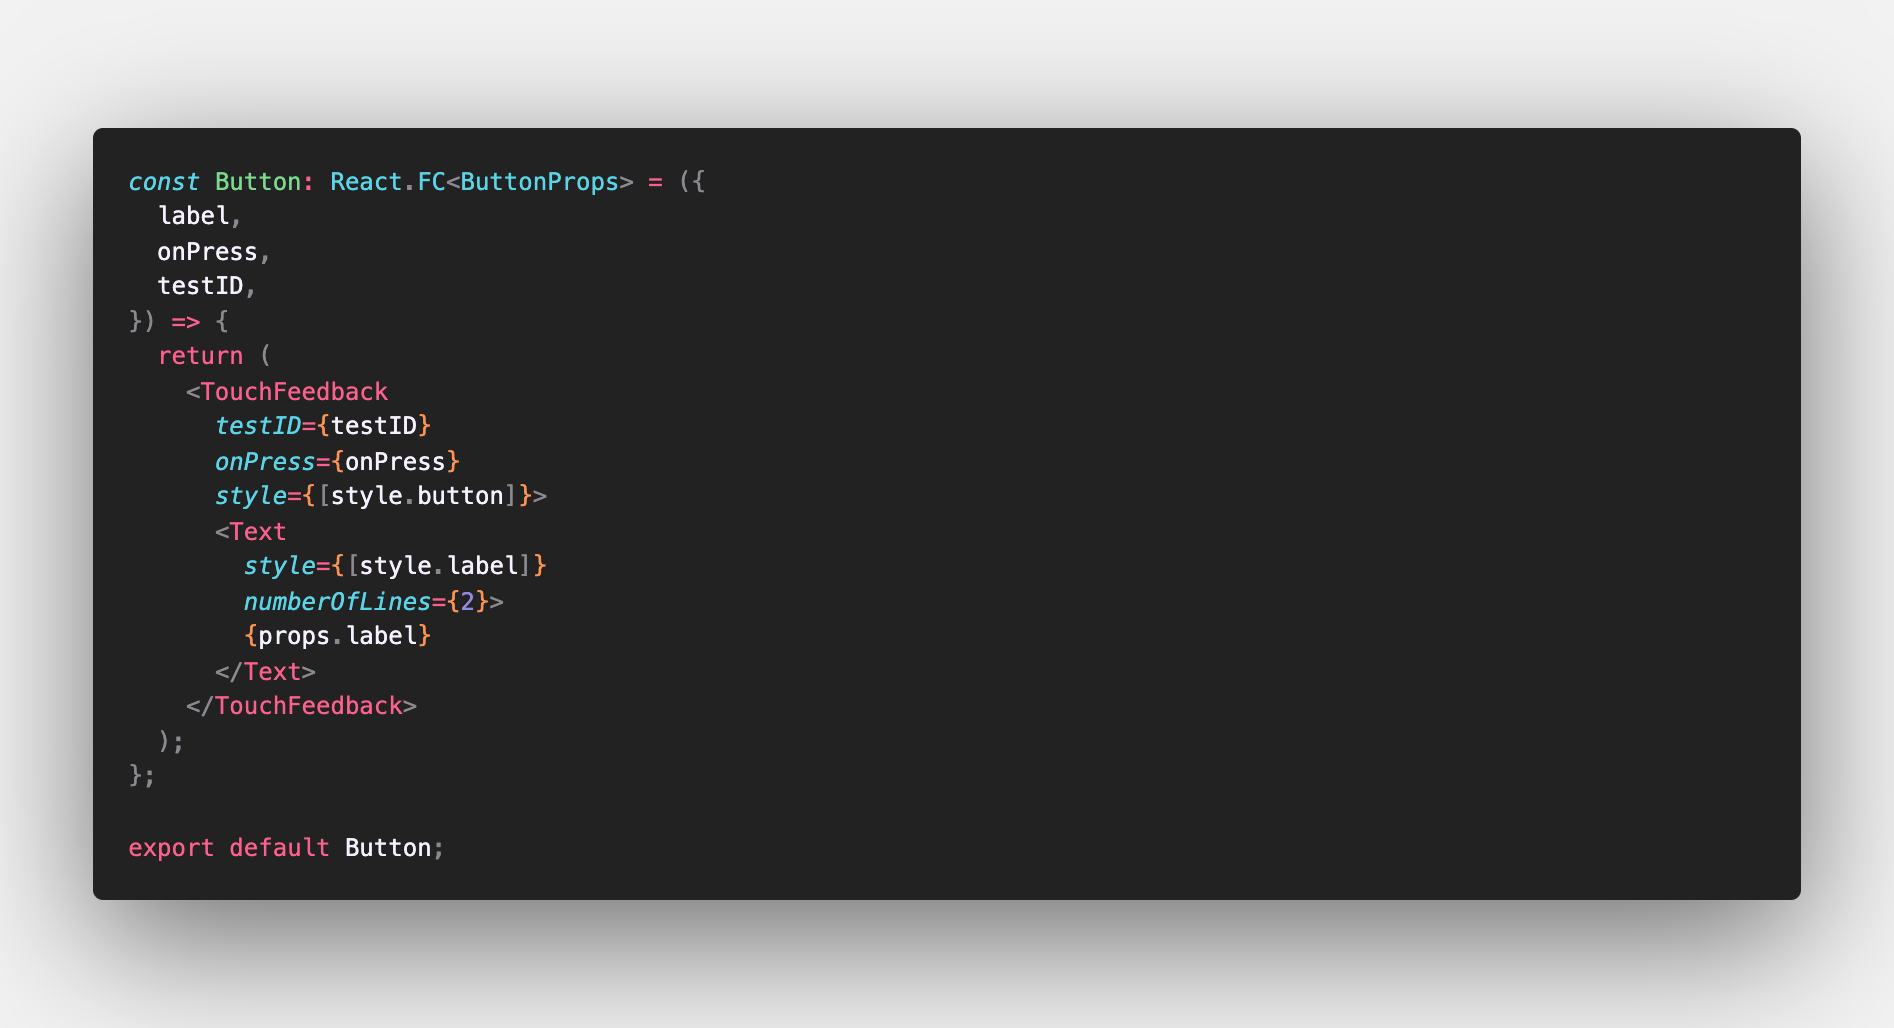 const Button: React.FC<ButtonProps> = ({
  label,
  onPress,
  testID,
}) => {
  return (
    <TouchFeedback
      testID={testID}
      onPress={onPress}
      style={[style.button]}>
      <Text
        style={[style.label]}
        numberOfLines={2}>
        {props.label}
      </Text>
    </TouchFeedback>
  );
};

export default Button;